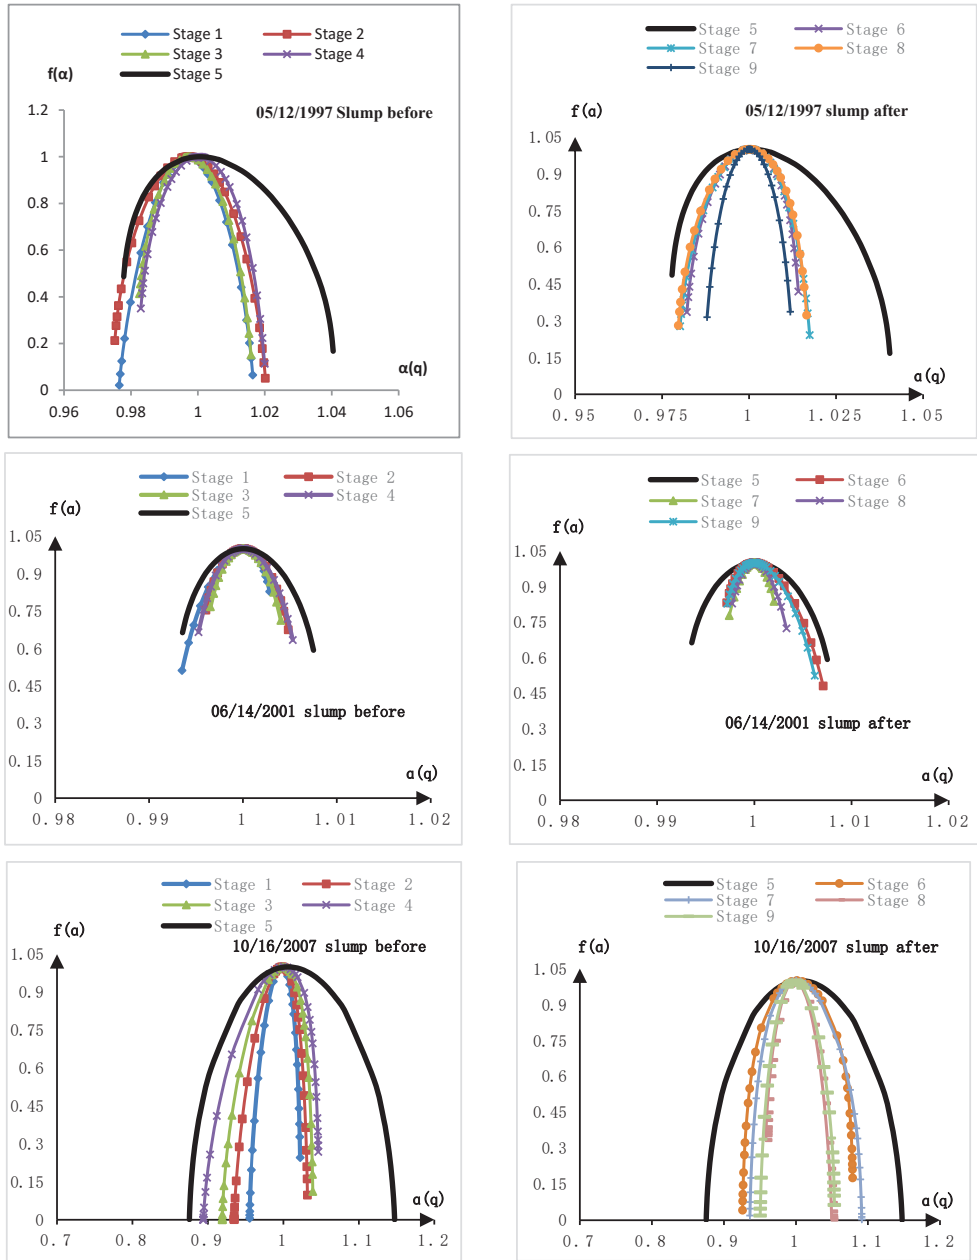 Stage 1 Stage 2
Stage 3 Stage 4
Stage 5
f(α)
05/12/1997 Slump before
1.2
1
0.8
0.6
0.4
0.2
0
α(q)
0.96 0.98 1 1.02 1.04 1.06
Stage 5 Stage 6
Stage 7 Stage 8
Stage 9
f(a)
05/12/1997 slump after
1.05
0.9
0.75
0.6
0.45
0.3
0.15
0
a(q)
0.95 0.975 1 1.025 1.05
Stage 1 Stage 2
Stage 3 Stage 4
Stage 5
f(a)
1.05
0.9
0.75
0.6
0.45
0.3
0.15
0
06/14/2001 slump before
a(q)
0.98 0.99 1 1.01 1.02
Stage 5 Stage 6
Stage 7 Stage 8
Stage 9
f(a)
1.05
0.9
0.75
0.6
0.45
0.3
0.15
0
06/14/2001 slump after
a(q)
0.98 0.99 1 1.01 1.02
Stage 1 Stage 2
Stage 3 Stage 4
Stage 5
f(a)
10/16/2007 slump before
1.05
0.9
0.75
0.6
0.45
0.3
0.15
0
a(q)
0.7 0.8 0.9 1 1.1 1.2
Stage 5 Stage 6
Stage 7 Stage 8
Stage 9
f(a)
10/16/2007 slump after
1.05
0.9
0.75
0.6
0.45
0.3
0.15
0
a(q)
0.7 0.8 0.9 1 1.1 1.2